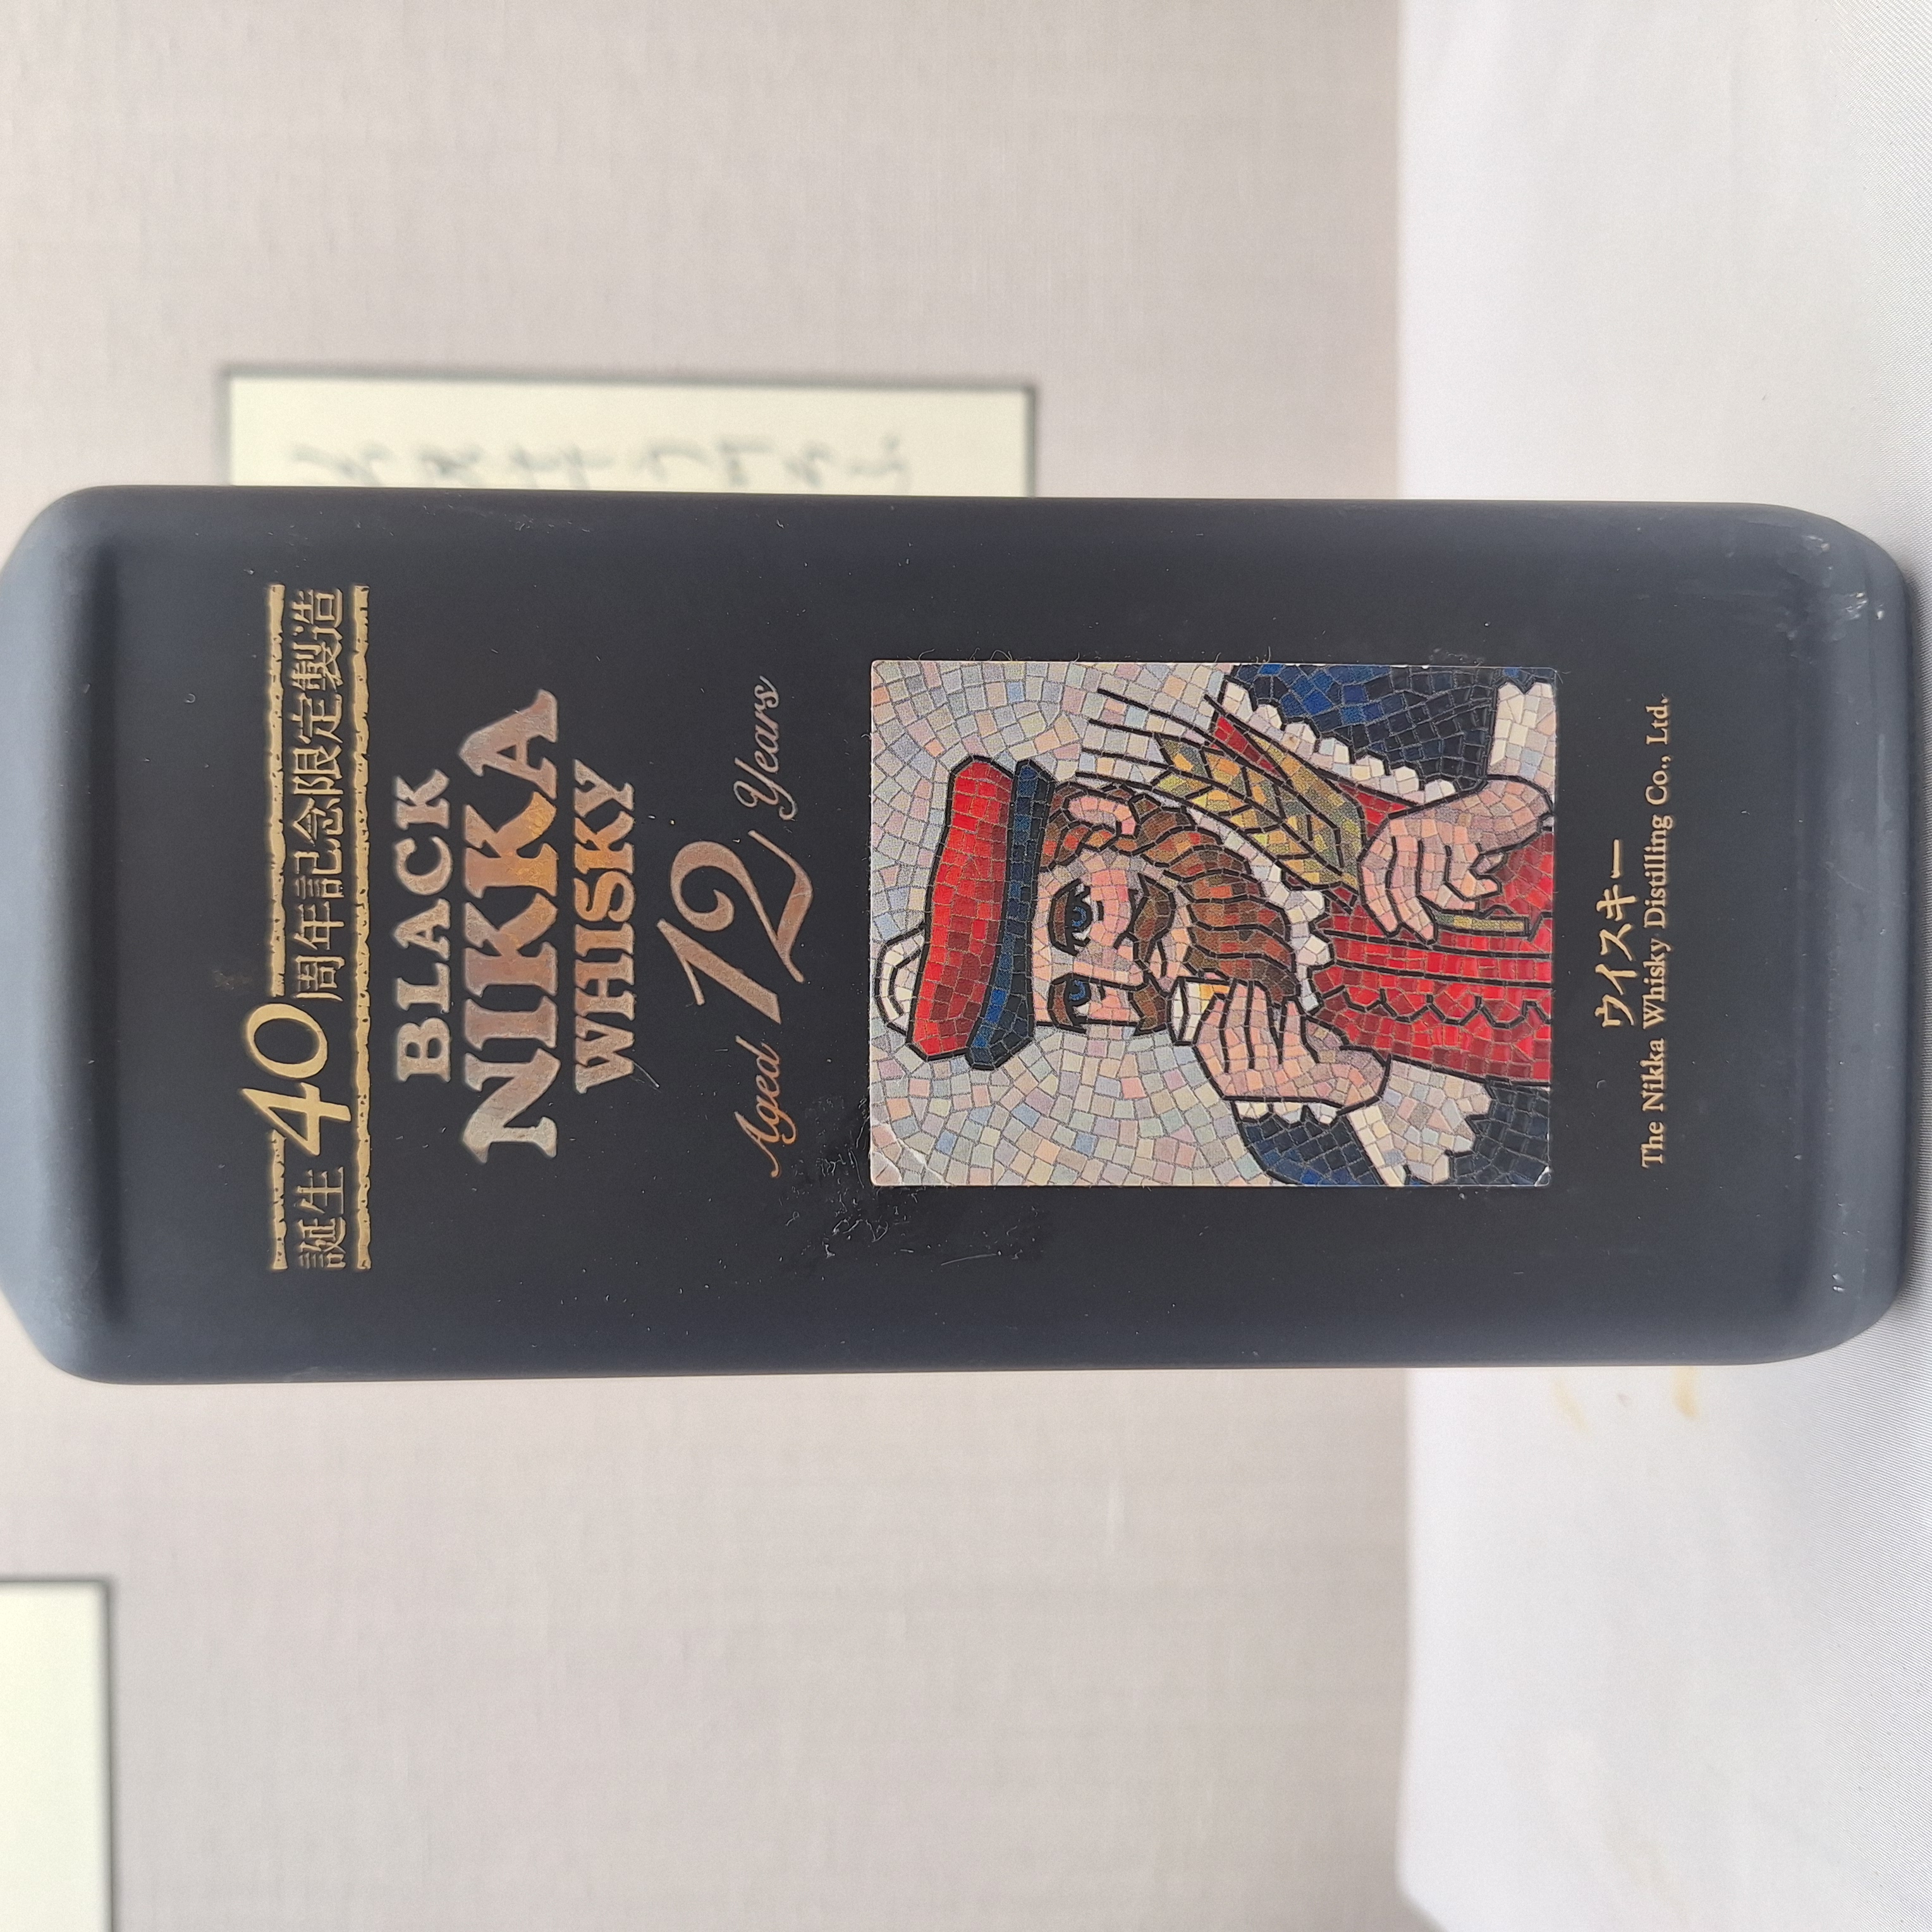 誕生40周年記念限定製造
BLACK
NIKKA
WHISKY
Aged 12 Years
ウイスキー
The Nikka Whisky Distilling Co., Ltd.